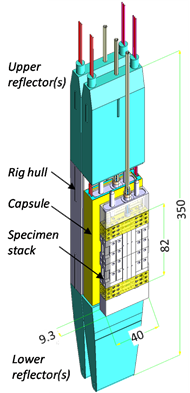 Upper
reflector(s)
Rig hull
Capsule
Specimen
stack
350
82
9.3
40
Lower
reflector(s)